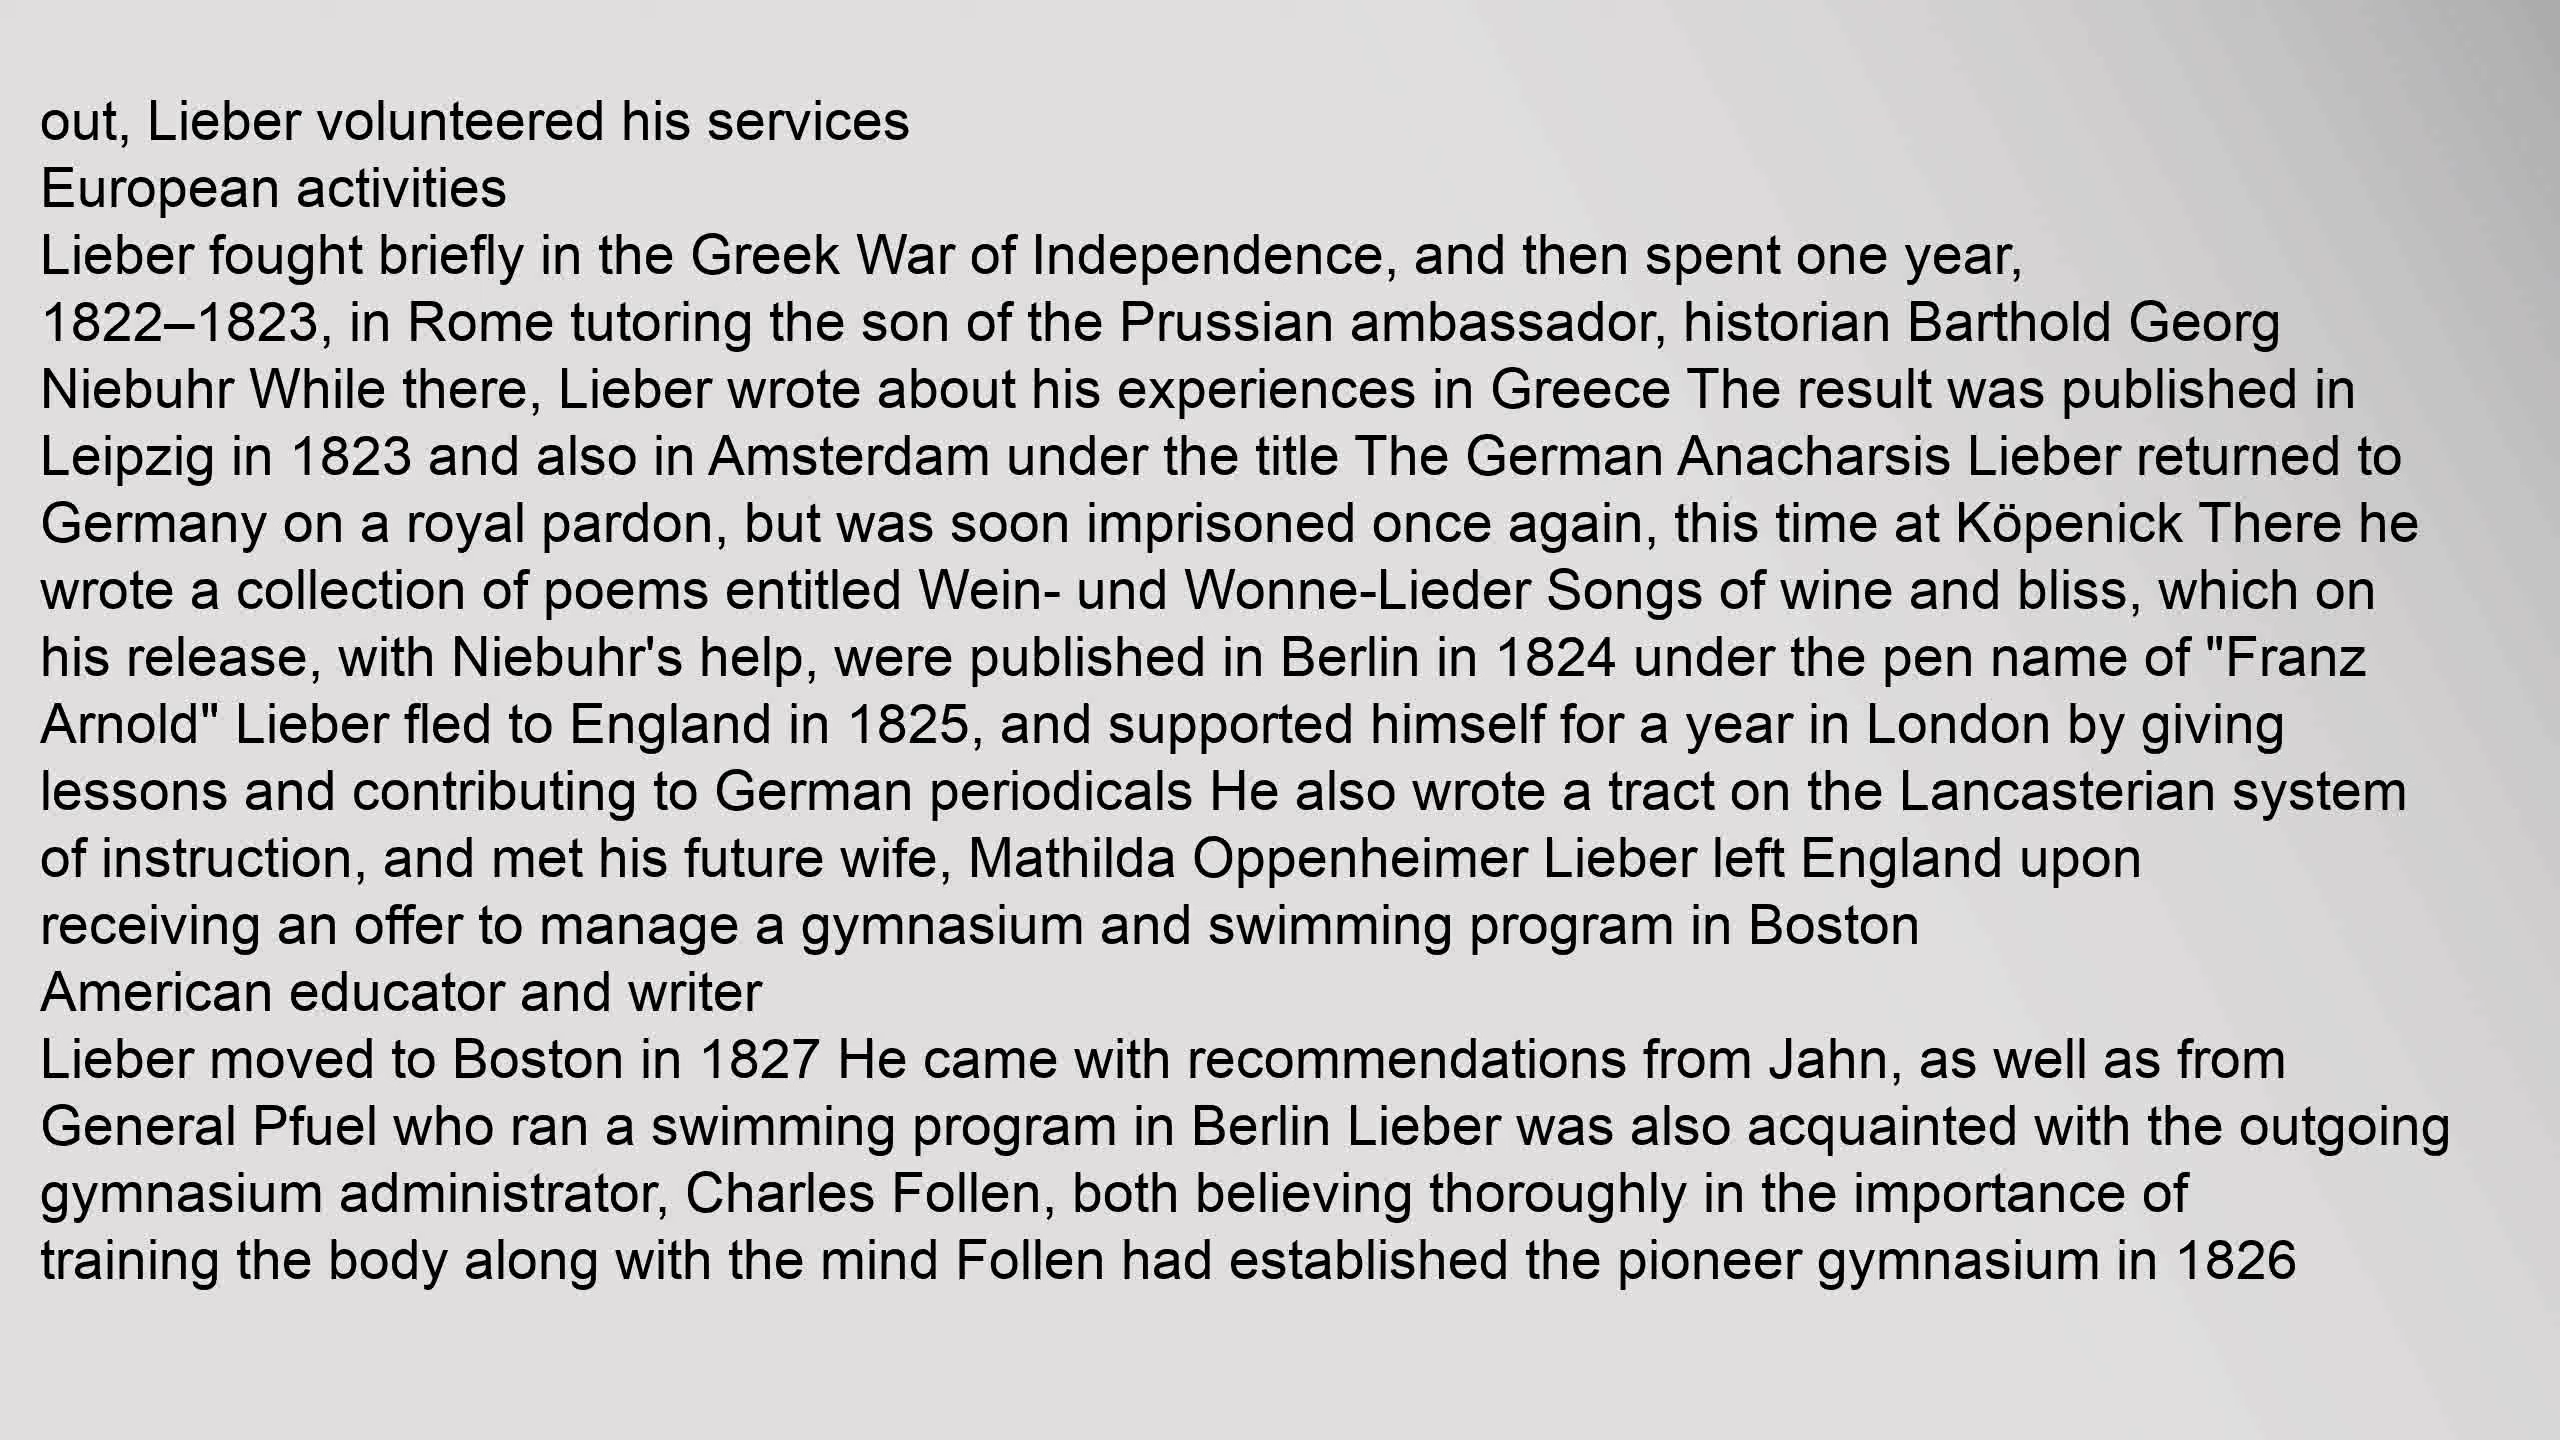 out, Lieber volunteered his services
European activities
Lieber fought briefly in the Greek War of Independence, and then spent one year,
1822–1823, in Rome tutoring the son of the Prussian ambassador, historian Barthold Georg
Niebuhr While there, Lieber wrote about his experiences in Greece The result was published in
Leipzig in 1823 and also in Amsterdam under the title The German Anacharsis Lieber returned to
Germany on a royal pardon, but was soon imprisoned once again, this time at Köpenick There he
wrote a collection of poems entitled Wein- und Wonne-Lieder Songs of wine and bliss, which on
his release, with Niebuhr's help, were published in Berlin in 1824 under the pen name of "Franz
Arnold" Lieber fled to England in 1825, and supported himself for a year in London by giving
lessons and contributing to German periodicals He also wrote a tract on the Lancasterian system
of instruction, and met his future wife, Mathilda Oppenheimer Lieber left England upon
receiving an offer to manage a gymnasium and swimming program in Boston
American educator and writer
Lieber moved to Boston in 1827 He came with recommendations from Jahn, as well as from
General Pfuel who ran a swimming program in Berlin Lieber was also acquainted with the outgoing
gymnasium administrator, Charles Follen, both believing thoroughly in the importance of
training the body along with the mind Follen had established the pioneer gymnasium in 1826